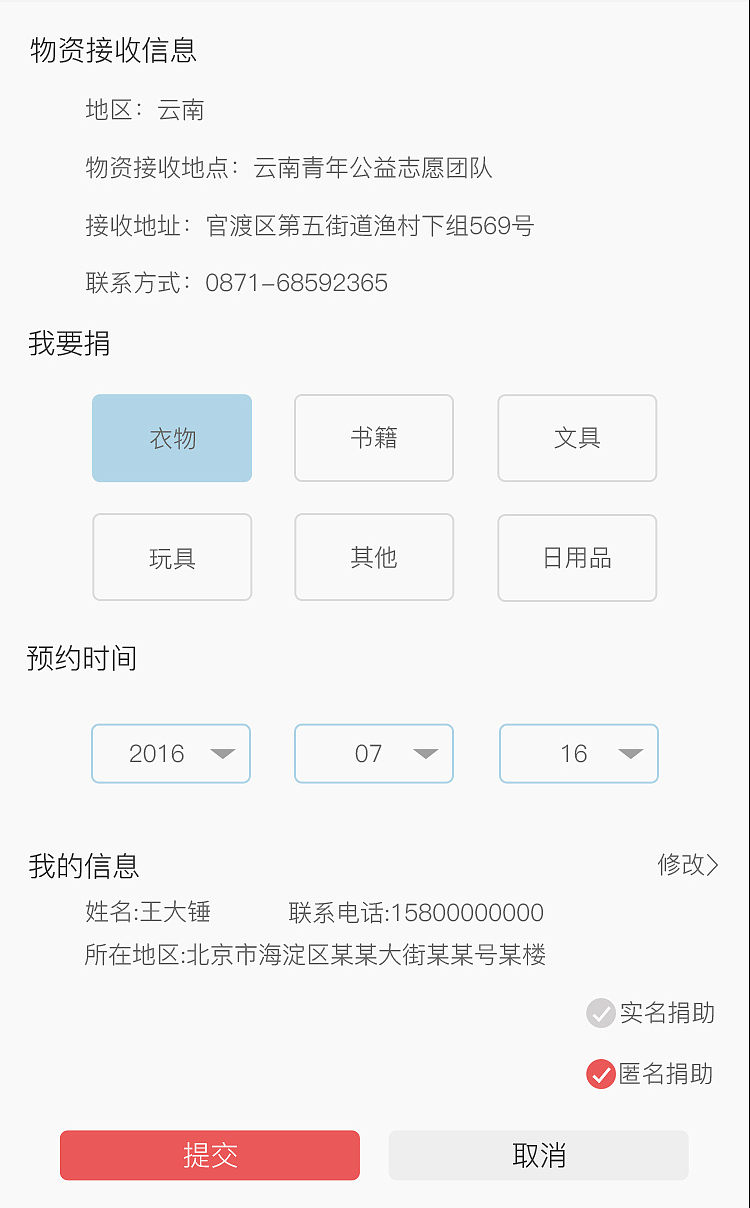 物资接收信息
地区：云南
物资接收地点：云南青年公益志愿团队
接收地址：官渡区第五街道渔村下组569号
联系方式：0871-68592365
我要捐
衣物 书籍 文具
玩具 其他 日用品
预约时间
2016 07 16
我的信息 修改>
姓名:王大锤 联系电话:15800000000
所在地区:北京市海淀区某某大街某某号某楼
实名捐助
匿名捐助
提交 取消